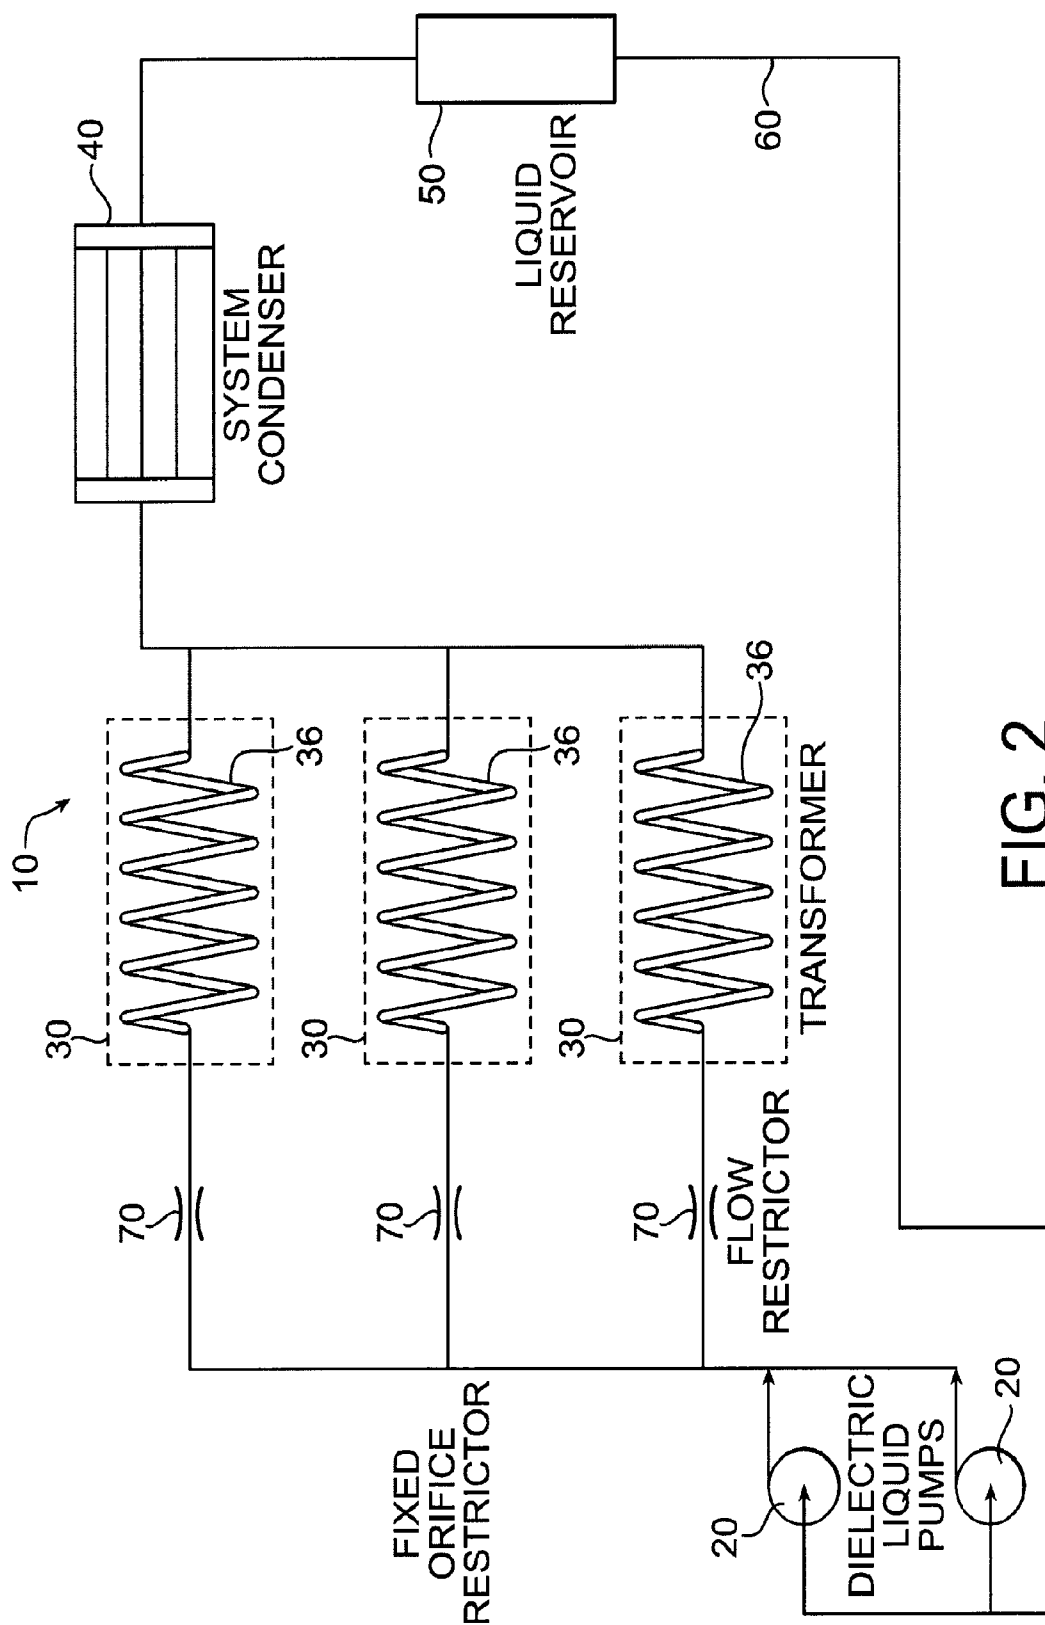 10
40
SYSTEM
CONDENSER
50
LIQUID
RESERVOIR
60
30
36
30
36
30
36
TRANSFORMER
70
70
70
FLOW
RESTRICTOR
FIXED
ORIFICE
RESTRICTOR
20
DIELECTRIC
LIQUID
PUMPS
20
FIG. 2